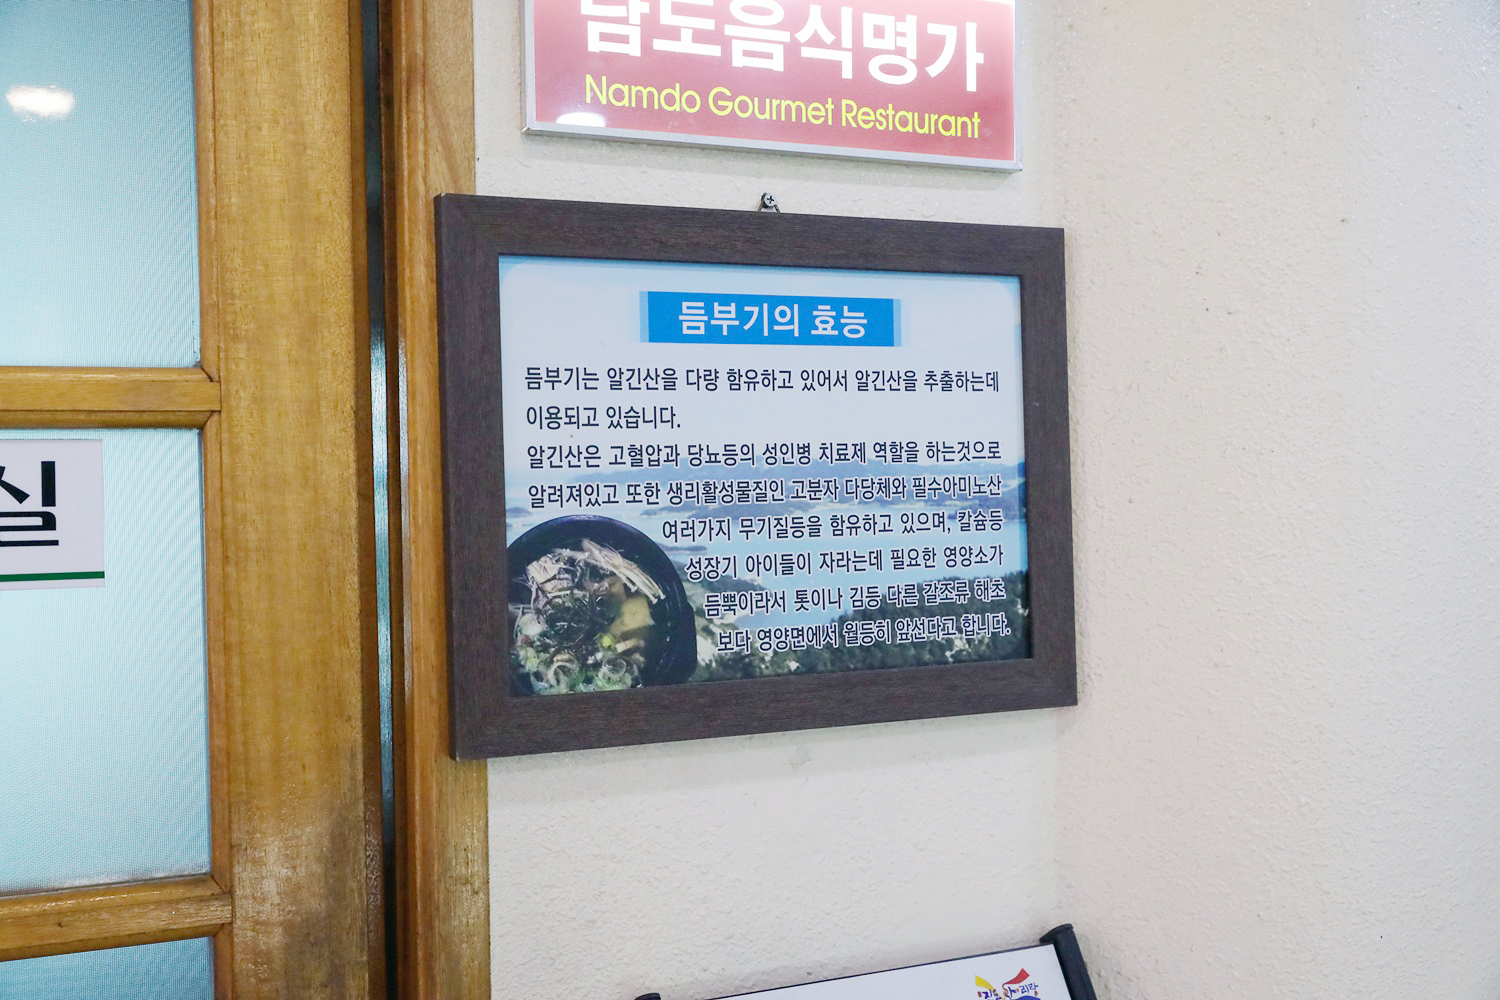 남도음식명가
Namdo Gourmet Restaurant
듬부기의 효능
듬부기는 알긴산을 다량 함유하고 있어서 알긴산을 추출하는데
이용되고 있습니다.
알긴산은 고혈압과 당뇨등의 성인병 치료제 역할을 하는것으로
알려져있고 또한 생리활성물질인 고분자 다당체와 필수아미노산
여러가지 무기질등을 함유하고 있으며, 칼슘등
성장기 아이들이 자라는데 필요한 영양소가
듬뿍이라서 톳이나 김등 다른 갈조류 해초
보다 영양면에서 월등히 앞선다고 합니다.
실